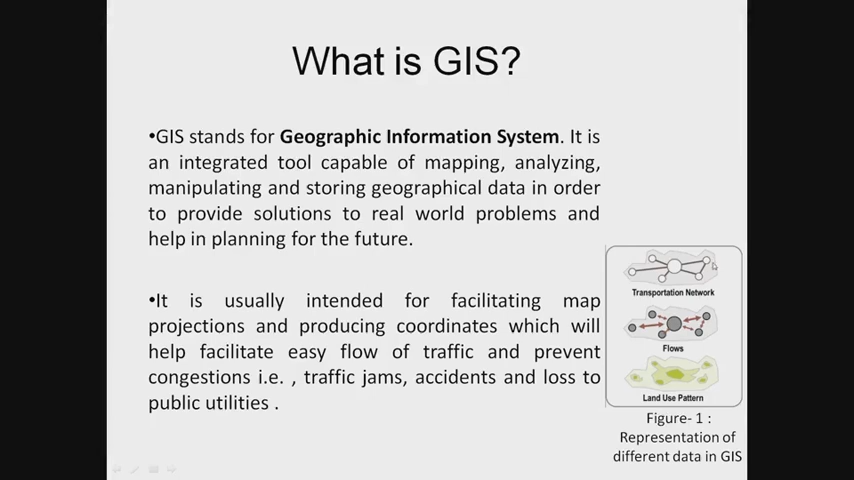 What is GIS?
•GIS stands for Geographic Information System. It is
an integrated tool capable of mapping, analyzing,
manipulating and storing geographical data in order
to provide solutions to real world problems and
help in planning for the future.
•It is usually intended for facilitating map
projections and producing coordinates which will
help facilitate easy flow of traffic and prevent
congestions i.e. , traffic jams, accidents and loss to
public utilities .
Transportation Network
Flows
Land Use Pattern
Figure- 1 :
Representation of
different data in GIS